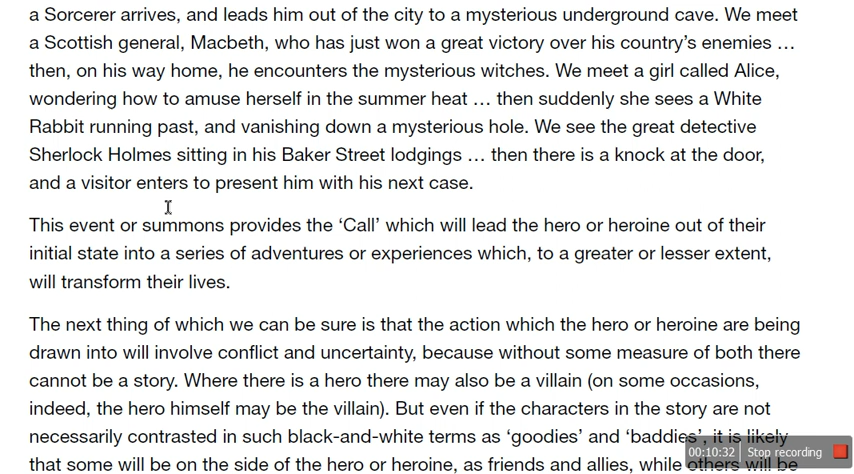 a Sorcerer arrives, and leads him out of the city to a mysterious underground cave. We meet
a Scottish general, Macbeth, who has just won a great victory over his country’s enemies …
then, on his way home, he encounters the mysterious witches. We meet a girl called Alice,
wondering how to amuse herself in the summer heat … then suddenly she sees a White
Rabbit running past, and vanishing down a mysterious hole. We see the great detective
Sherlock Holmes sitting in his Baker Street lodgings … then there is a knock at the door,
and a visitor enters to present him with his next case.
This event or summons provides the ‘Call’ which will lead the hero or heroine out of their
initial state into a series of adventures or experiences which, to a greater or lesser extent,
will transform their lives.
The next thing of which we can be sure is that the action which the hero or heroine are being
drawn into will involve conflict and uncertainty, because without some measure of both there
cannot be a story. Where there is a hero there may also be a villain (on some occasions,
indeed, the hero himself may be the villain). But even if the characters in the story are not
necessarily contrasted in such black-and-white terms as ‘goodies’ and ‘baddies’, it is likely
that some will be on the side of the hero or heroine, as friends and allies, while others will be
00:10:32 Stop recording